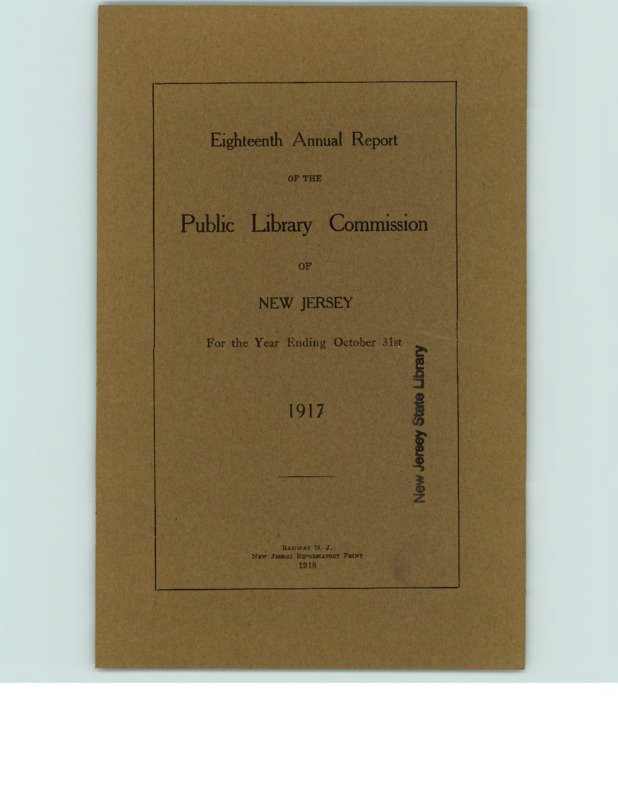 Eighteenth Annual Report
OF THE
Public Library Commission
OF
NEW JERSEY
For the Year Ending October 31st
1917
New Jersey State Library
RAHWAY N. J.
NEW JERSEY REFORMATORY PRINT
1918